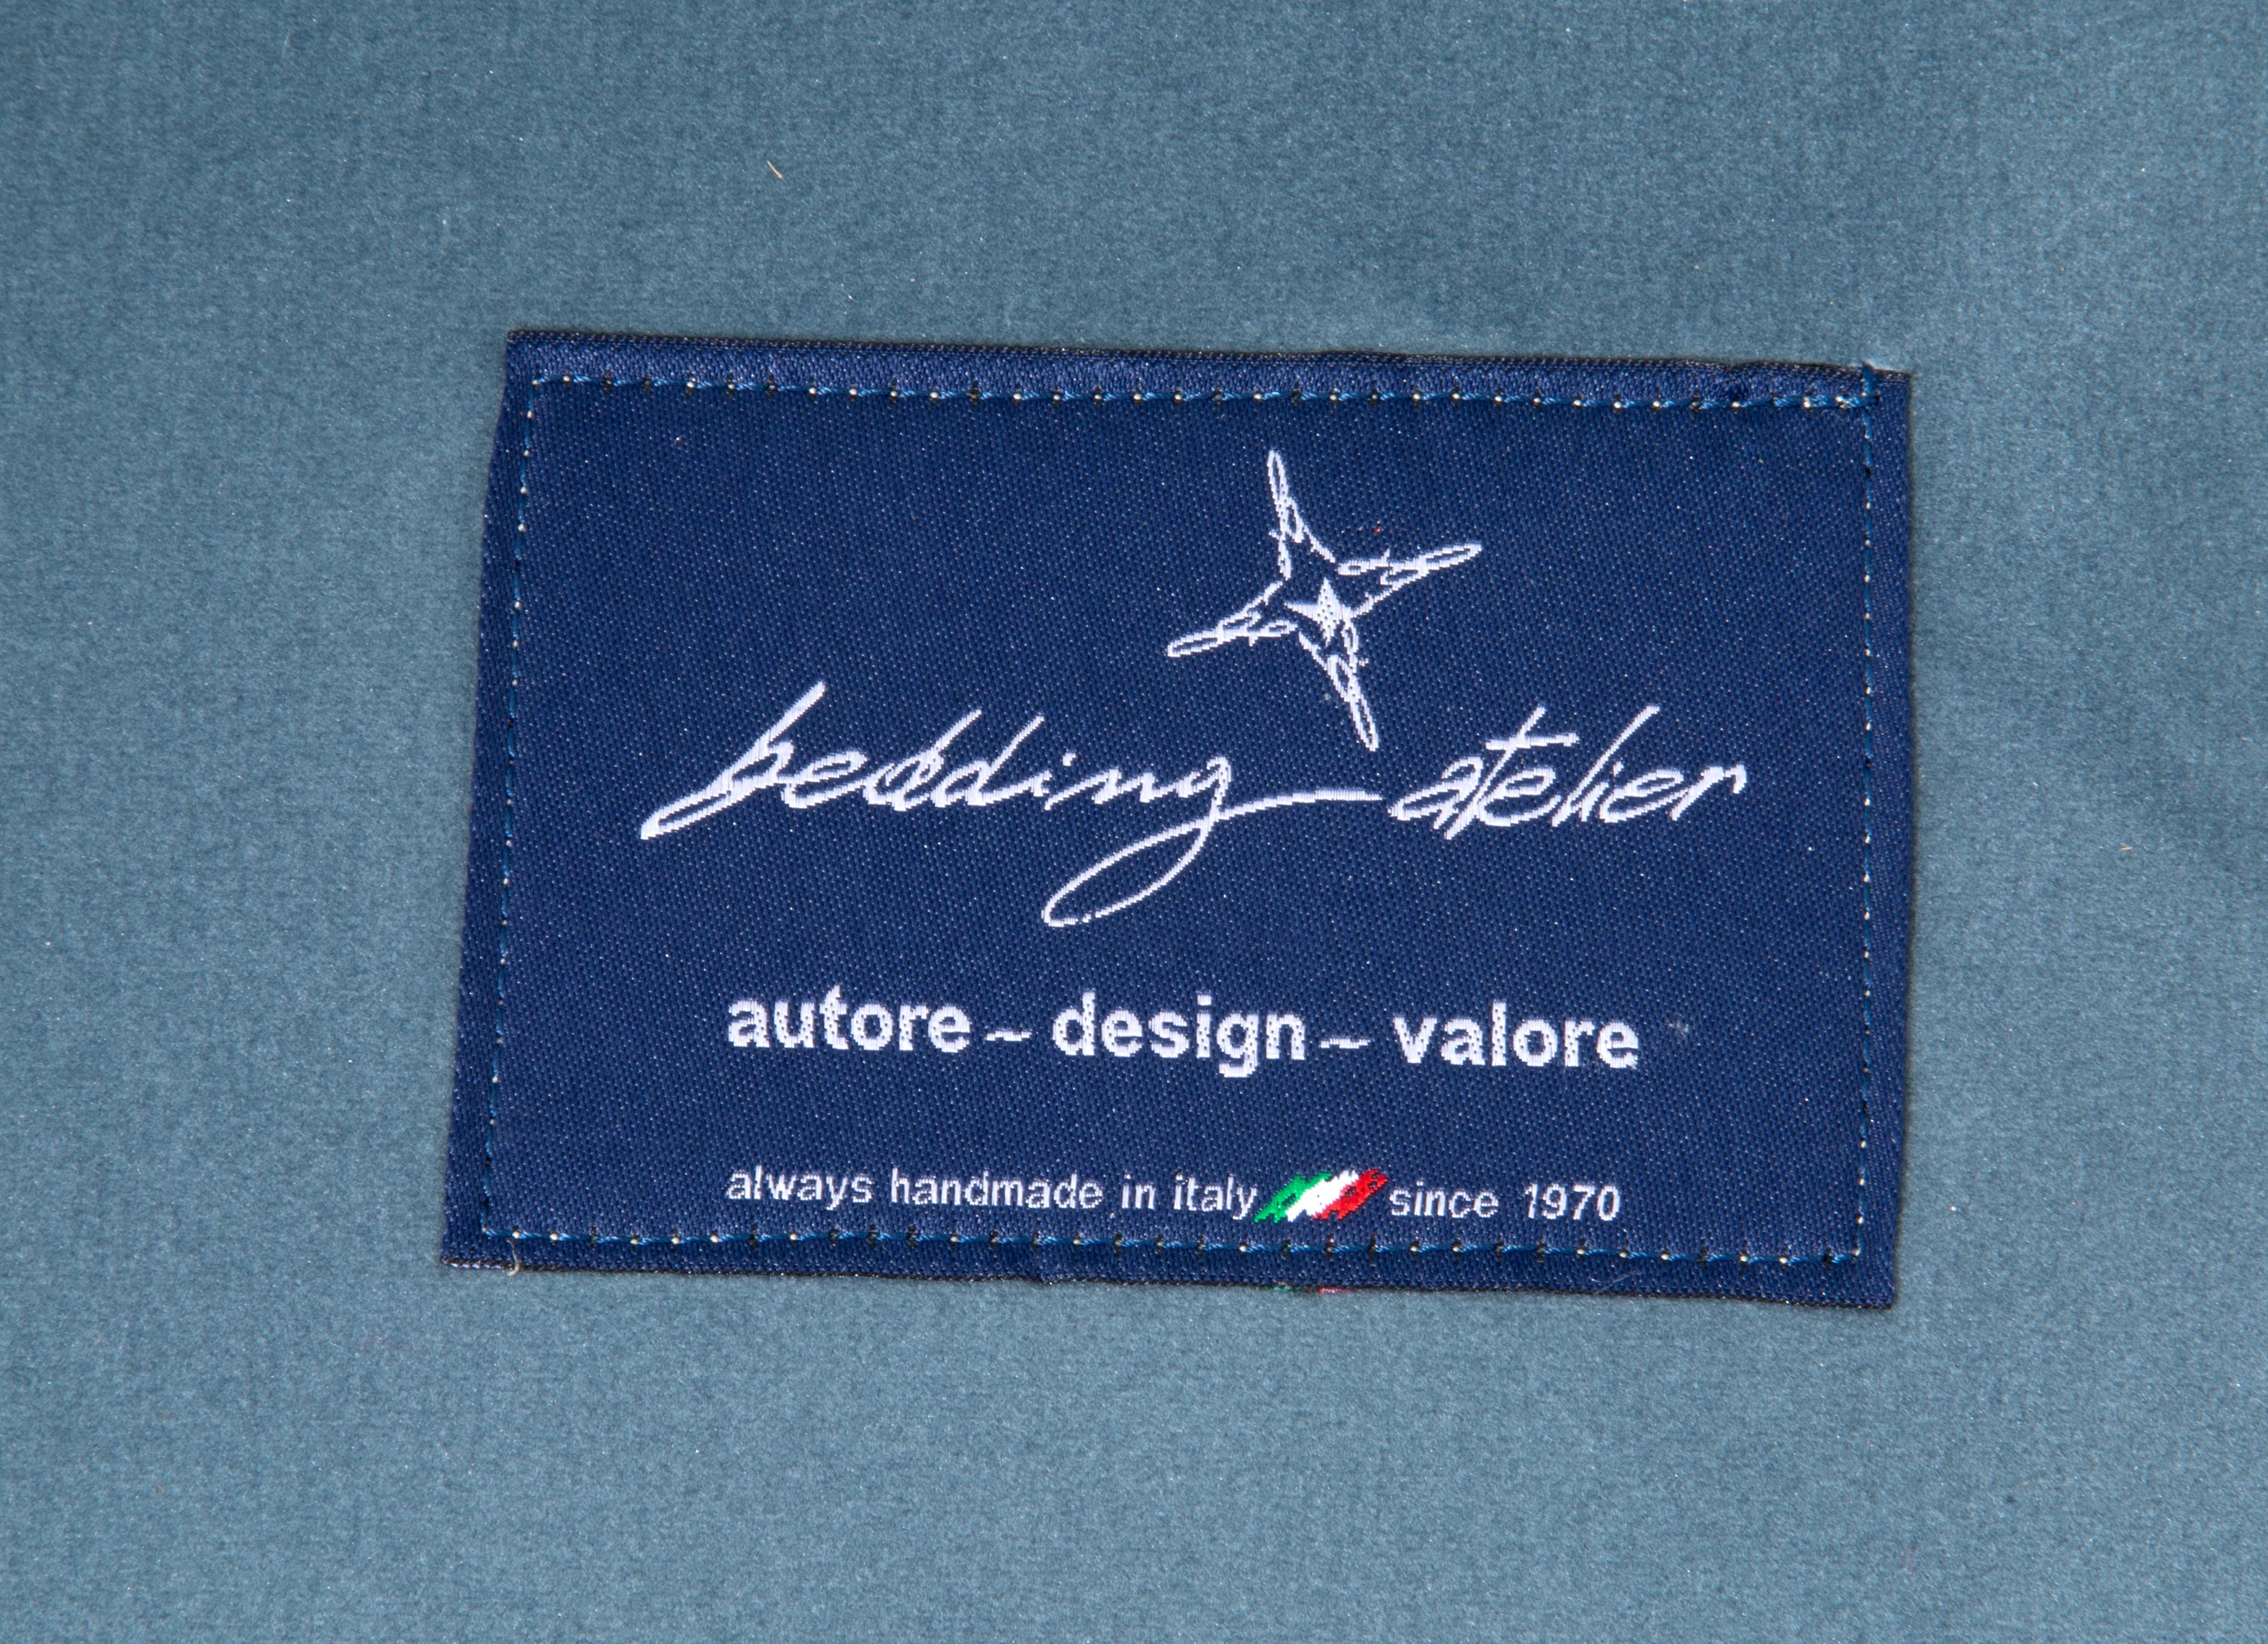 bedding atelier
autore ~ design ~ valore
always handmade in italy since 1970